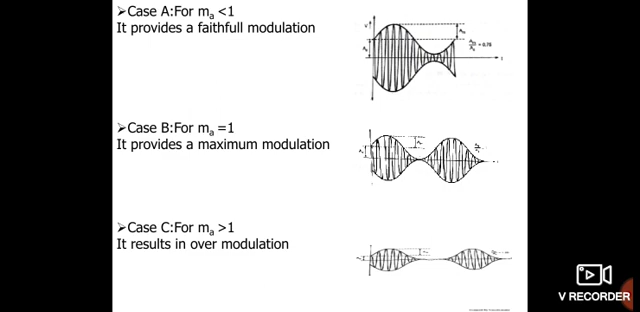 ➢Case A:For mₐ <1
It provides a faithfull modulation
➢Case B:For mₐ =1
It provides a maximum modulation
➢Case C:For mₐ >1
It results in over modulation
V RECORDER